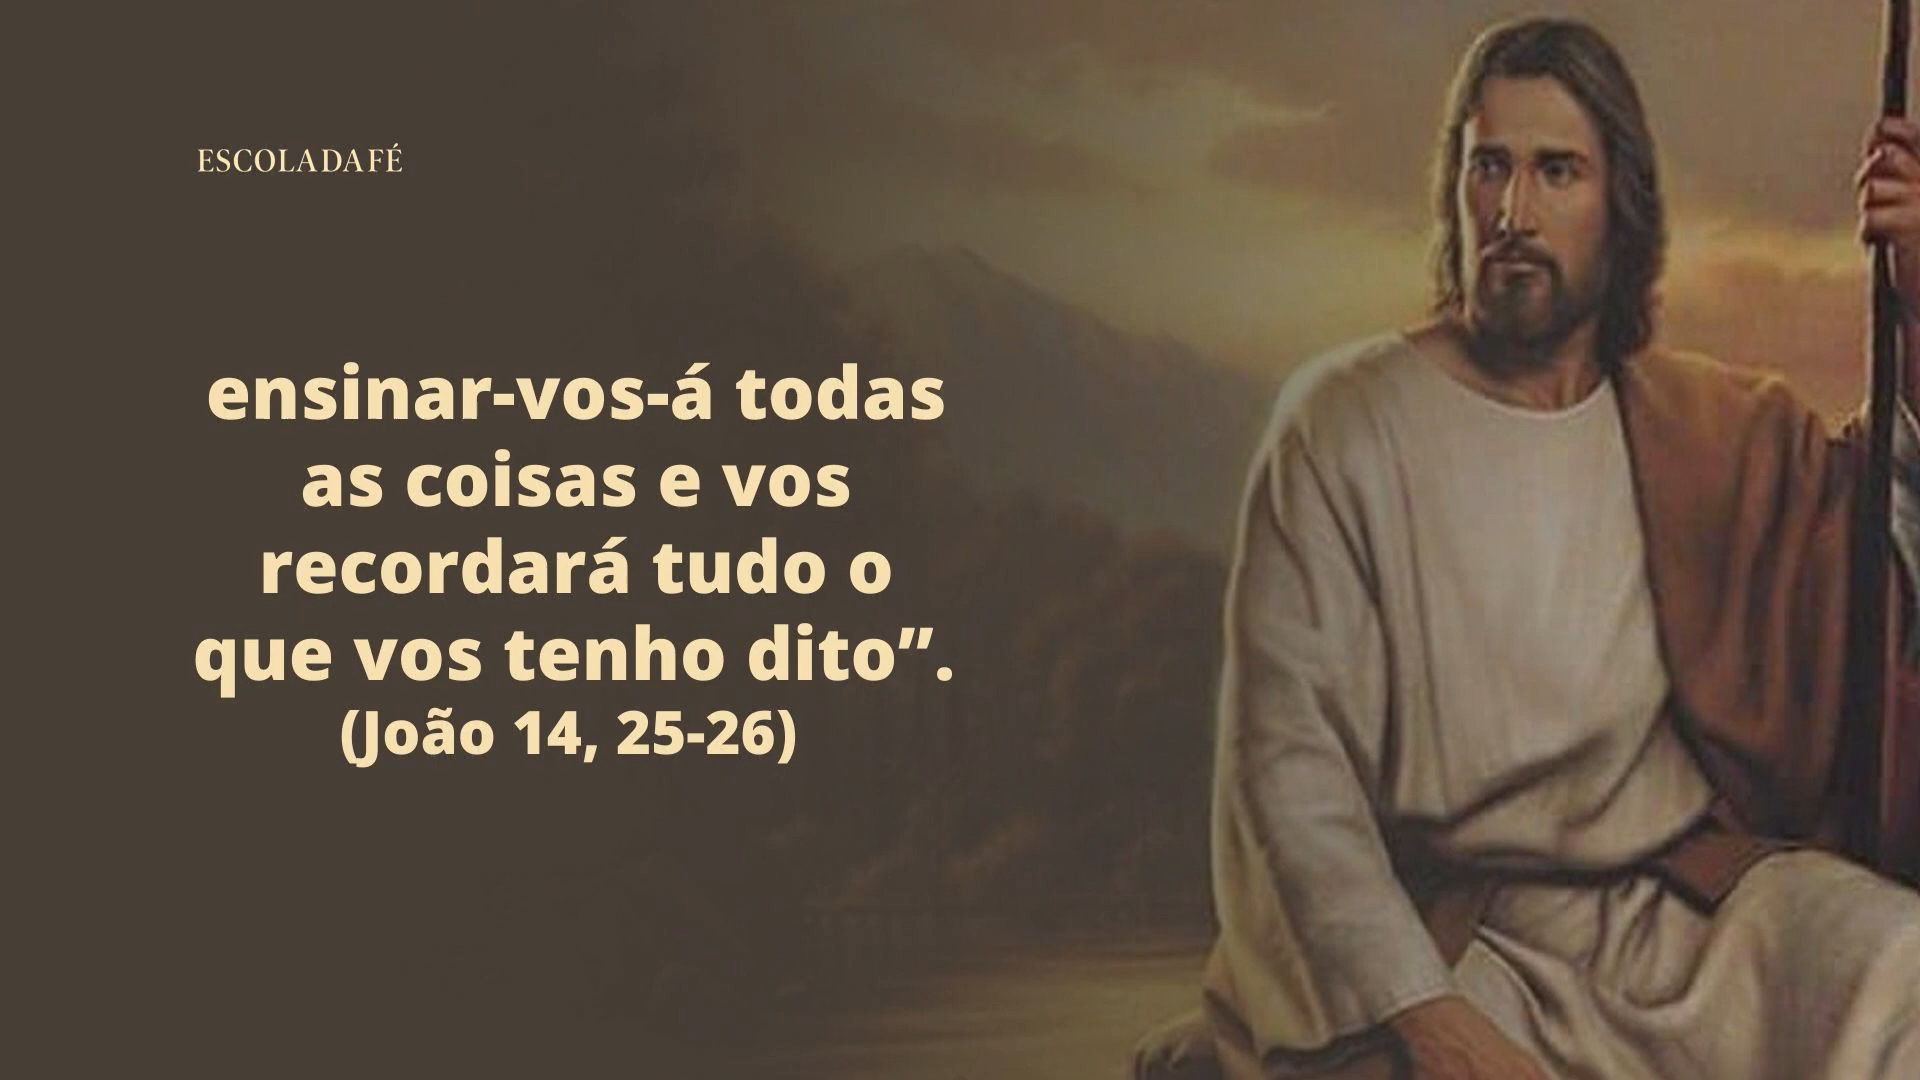 ESCOLADAFÉ
ensinar-vos-á todas
as coisas e vos
recordará tudo o
que vos tenho dito”.
(João 14, 25-26)